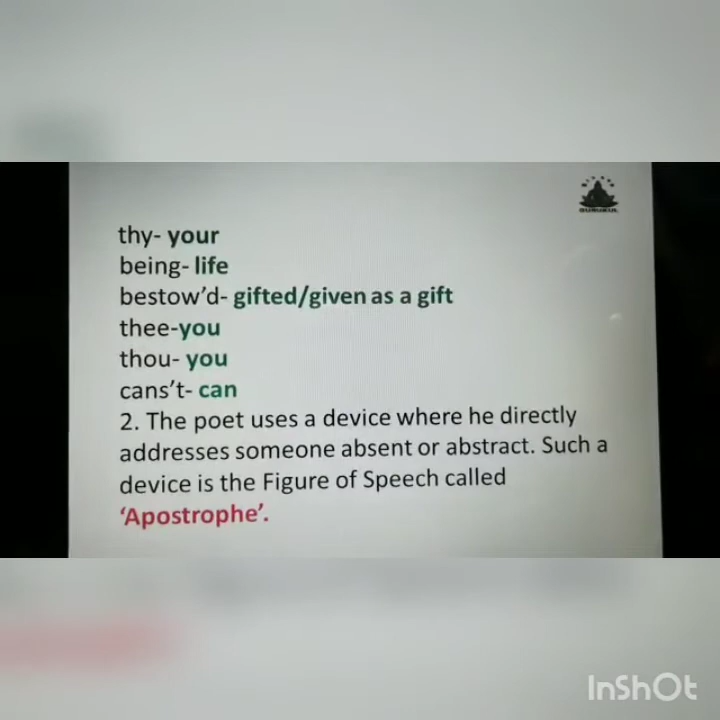 GURUKUL
thy- your
being- life
bestow’d- gifted/given as a gift
thee-you
thou- you
cans’t- can
2. The poet uses a device where he directly
addresses someone absent or abstract. Such a
device is the Figure of Speech called
‘Apostrophe’.
InShOt